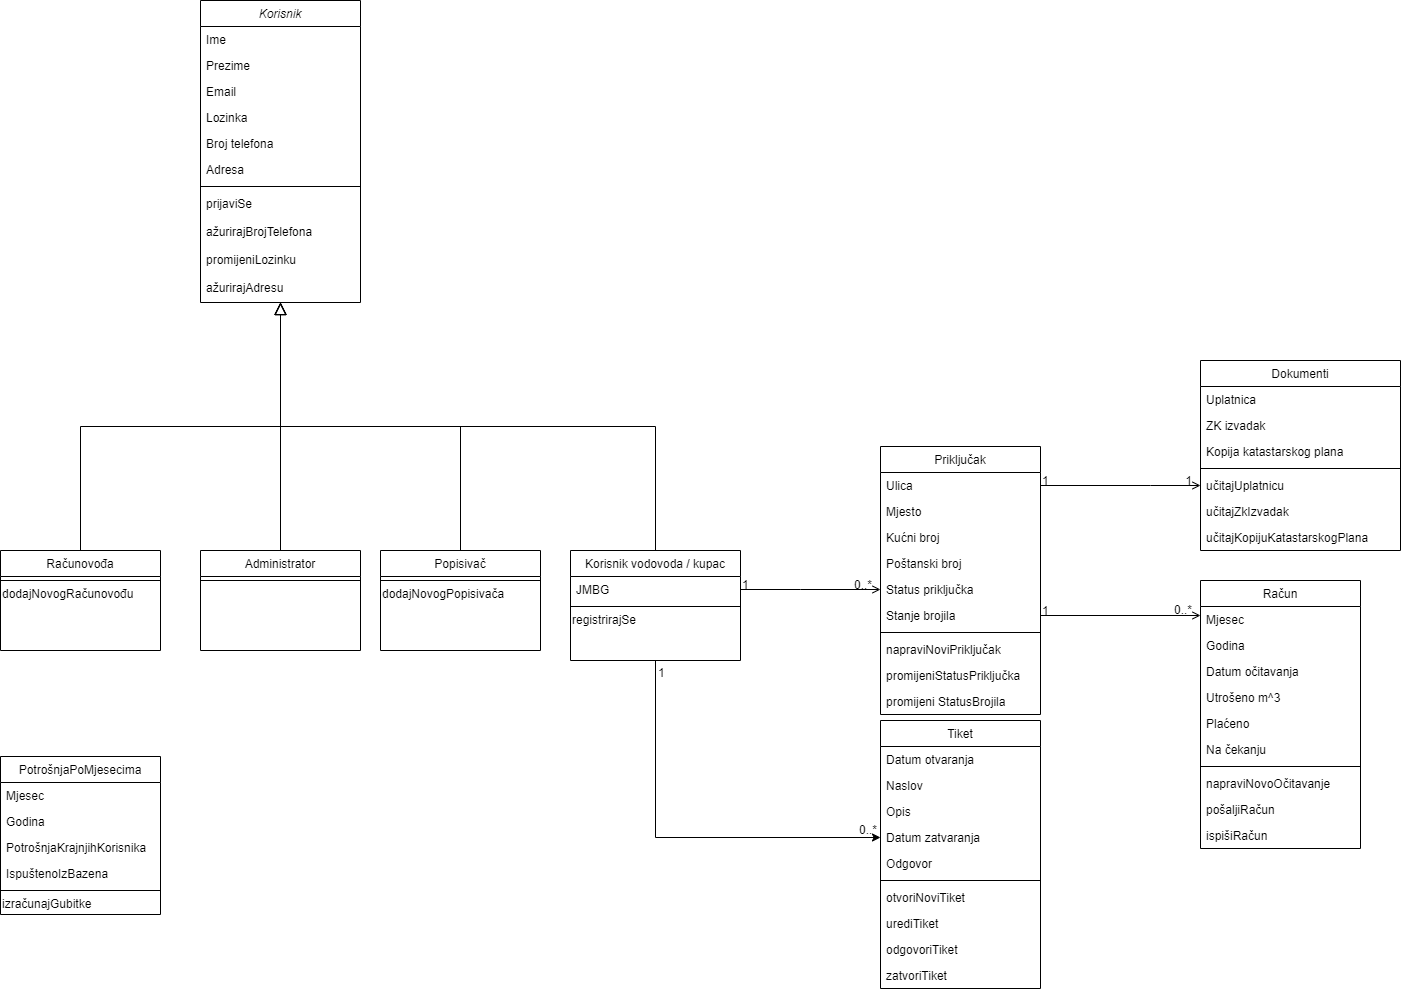 Korisnik
Ime
Prezime
Email
Lozinka
Broj telefona
Adresa
prijaviSe
ažurirajBrojTelefona
promijeniLozinku
ažurirajAdresu
Računovođa
dodajNovogRačunovođu
Administrator
Popisivač
dodajNovogPopisivača
Korisnik vodovoda / kupac
JMBG
registrirajSe
1
0..*
1
0..*
Priključak
Ulica
Mjesto
Kućni broj
Poštanski broj
Status priključka
Stanje brojila
napraviNoviPriključak
promijeniStatusPriključka
promijeni StatusBrojila
1
1
1
0..*
Dokumenti
Uplatnica
ZK izvadak
Kopija katastarskog plana
učitajUplatnicu
učitajZkIzvadak
učitajKopijuKatastarskogPlana
Račun
Mjesec
Godina
Datum očitavanja
Utrošeno m^3
Plaćeno
Na čekanju
napraviNovoOčitavanje
pošaljiRačun
ispišiRačun
Tiket
Datum otvaranja
Naslov
Opis
Datum zatvaranja
Odgovor
otvoriNoviTiket
urediTiket
odgovoriTiket
zatvoriTiket
PotrošnjaPoMjesecima
Mjesec
Godina
PotrošnjaKrajnjihKorisnika
IspuštenoIzBazena
izračunajGubitke